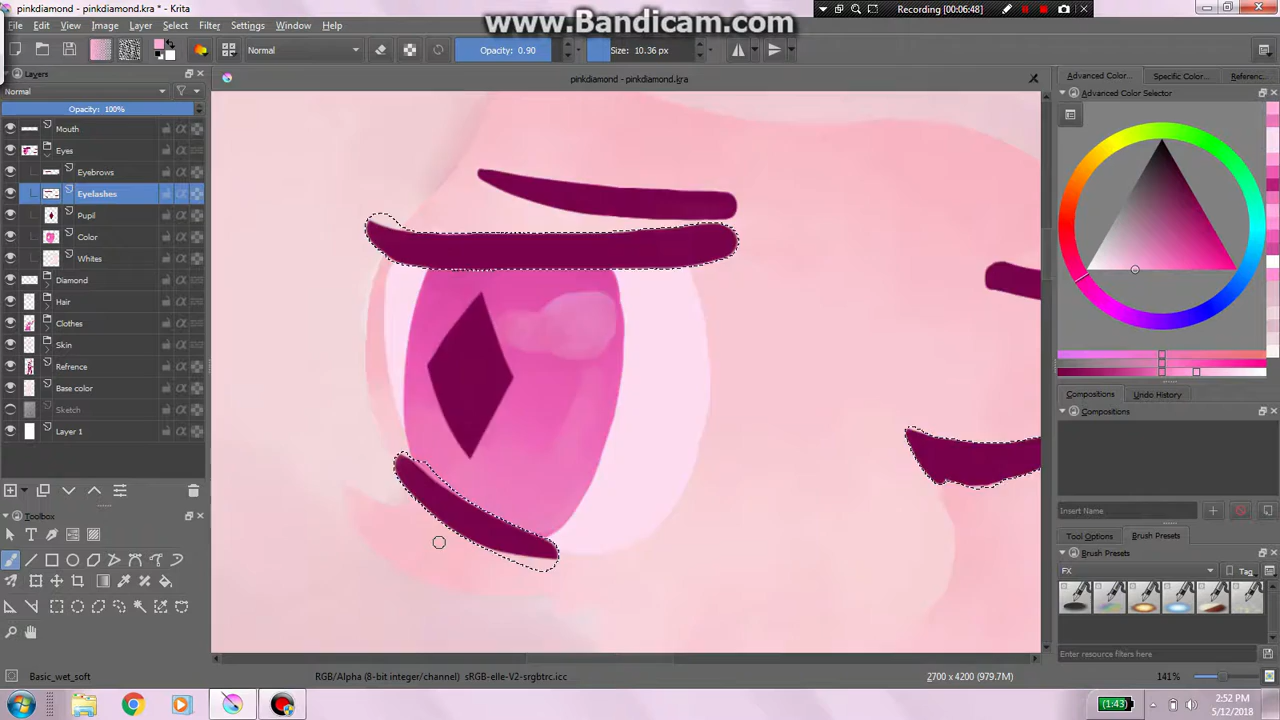 pinkdiamond - pinkdiamond.kra * - Krita
www.Bandicam.com
Recording [00:06:48]
File Edit View Image Layer Select Filter Settings Window Help
Normal
Opacity: 0.90
Size: 10.36 px
Layers
pinkdiamond - pinkdiamond.kra
Advanced Color...
Specific Color...
Referenc...
Normal
Advanced Color Selector
Opacity: 100%
Mouth
Eyes
Eyebrows
Eyelashes
Pupil
Color
Whites
Diamond
Hair
Clothes
Skin
Refrence
Base color
Sketch
Layer 1
Compositions
Undo History
Compositions
Insert Name
Toolbox
Tool Options
Brush Presets
Brush Presets
FX
Tag
Enter resource filters here
Basic_wet_soft
RGB/Alpha (8-bit integer/channel) sRGB-elle-V2-srgbtrc.icc
2700 x 4200 (979.7M)
141%
(1:43)
2:52 PM
5/12/2018